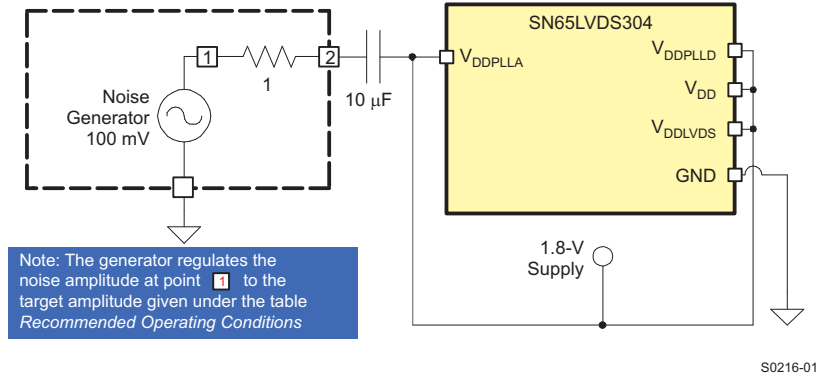 SN65LVDS304
1
2
VDDPLLA
VDDPLLD
1
Noise
Generator
100 mV
10 μF
VDD
VDDLVDS
GND
1.8-V
Supply
Note: The generator regulates the
noise amplitude at point 1 to the
target amplitude given under the table
Recommended Operating Conditions
S0216-01